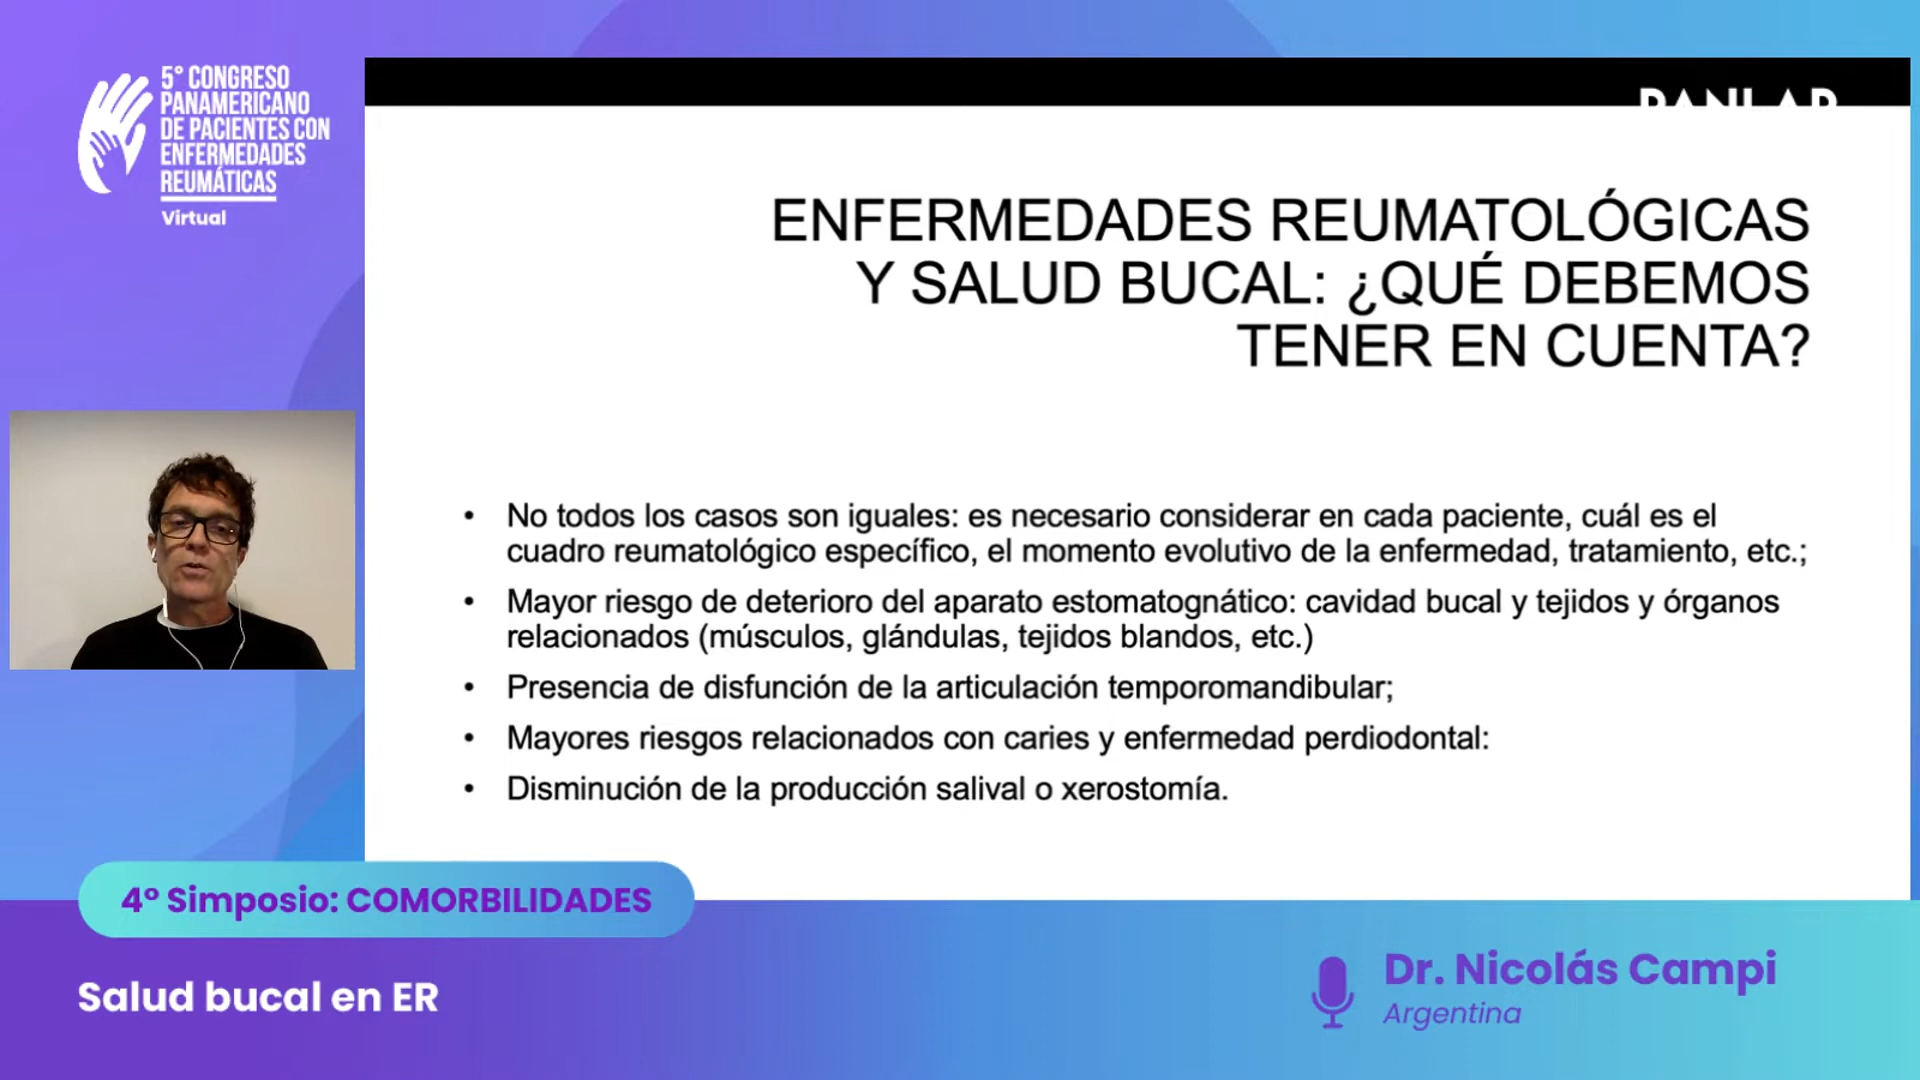 5° CONGRESO
PANAMERICANO
DE PACIENTES CON
ENFERMEDADES
REUMÁTICAS
Virtual
ENFERMEDADES REUMATOLÓGICAS
Y SALUD BUCAL: ¿QUÉ DEBEMOS
TENER EN CUENTA?
• No todos los casos son iguales: es necesario considerar en cada paciente, cuál es el
cuadro reumatológico específico, el momento evolutivo de la enfermedad, tratamiento, etc.;
• Mayor riesgo de deterioro del aparato estomatognático: cavidad bucal y tejidos y órganos
relacionados (músculos, glándulas, tejidos blandos, etc.)
• Presencia de disfunción de la articulación temporomandibular;
• Mayores riesgos relacionados con caries y enfermedad perdiodontal:
• Disminución de la producción salival o xerostomía.
4° Simposio: COMORBILIDADES
Salud bucal en ER
Dr. Nicolás Campi
Argentina